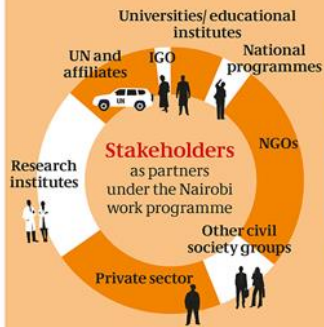 Universities/ educational
institutes
UN and
affiliates
IGO
National
programmes
UN
NGOs
Stakeholders
as partners
under the Nairobi
work programme
Research
institutes
Other civil
society groups
Private sector